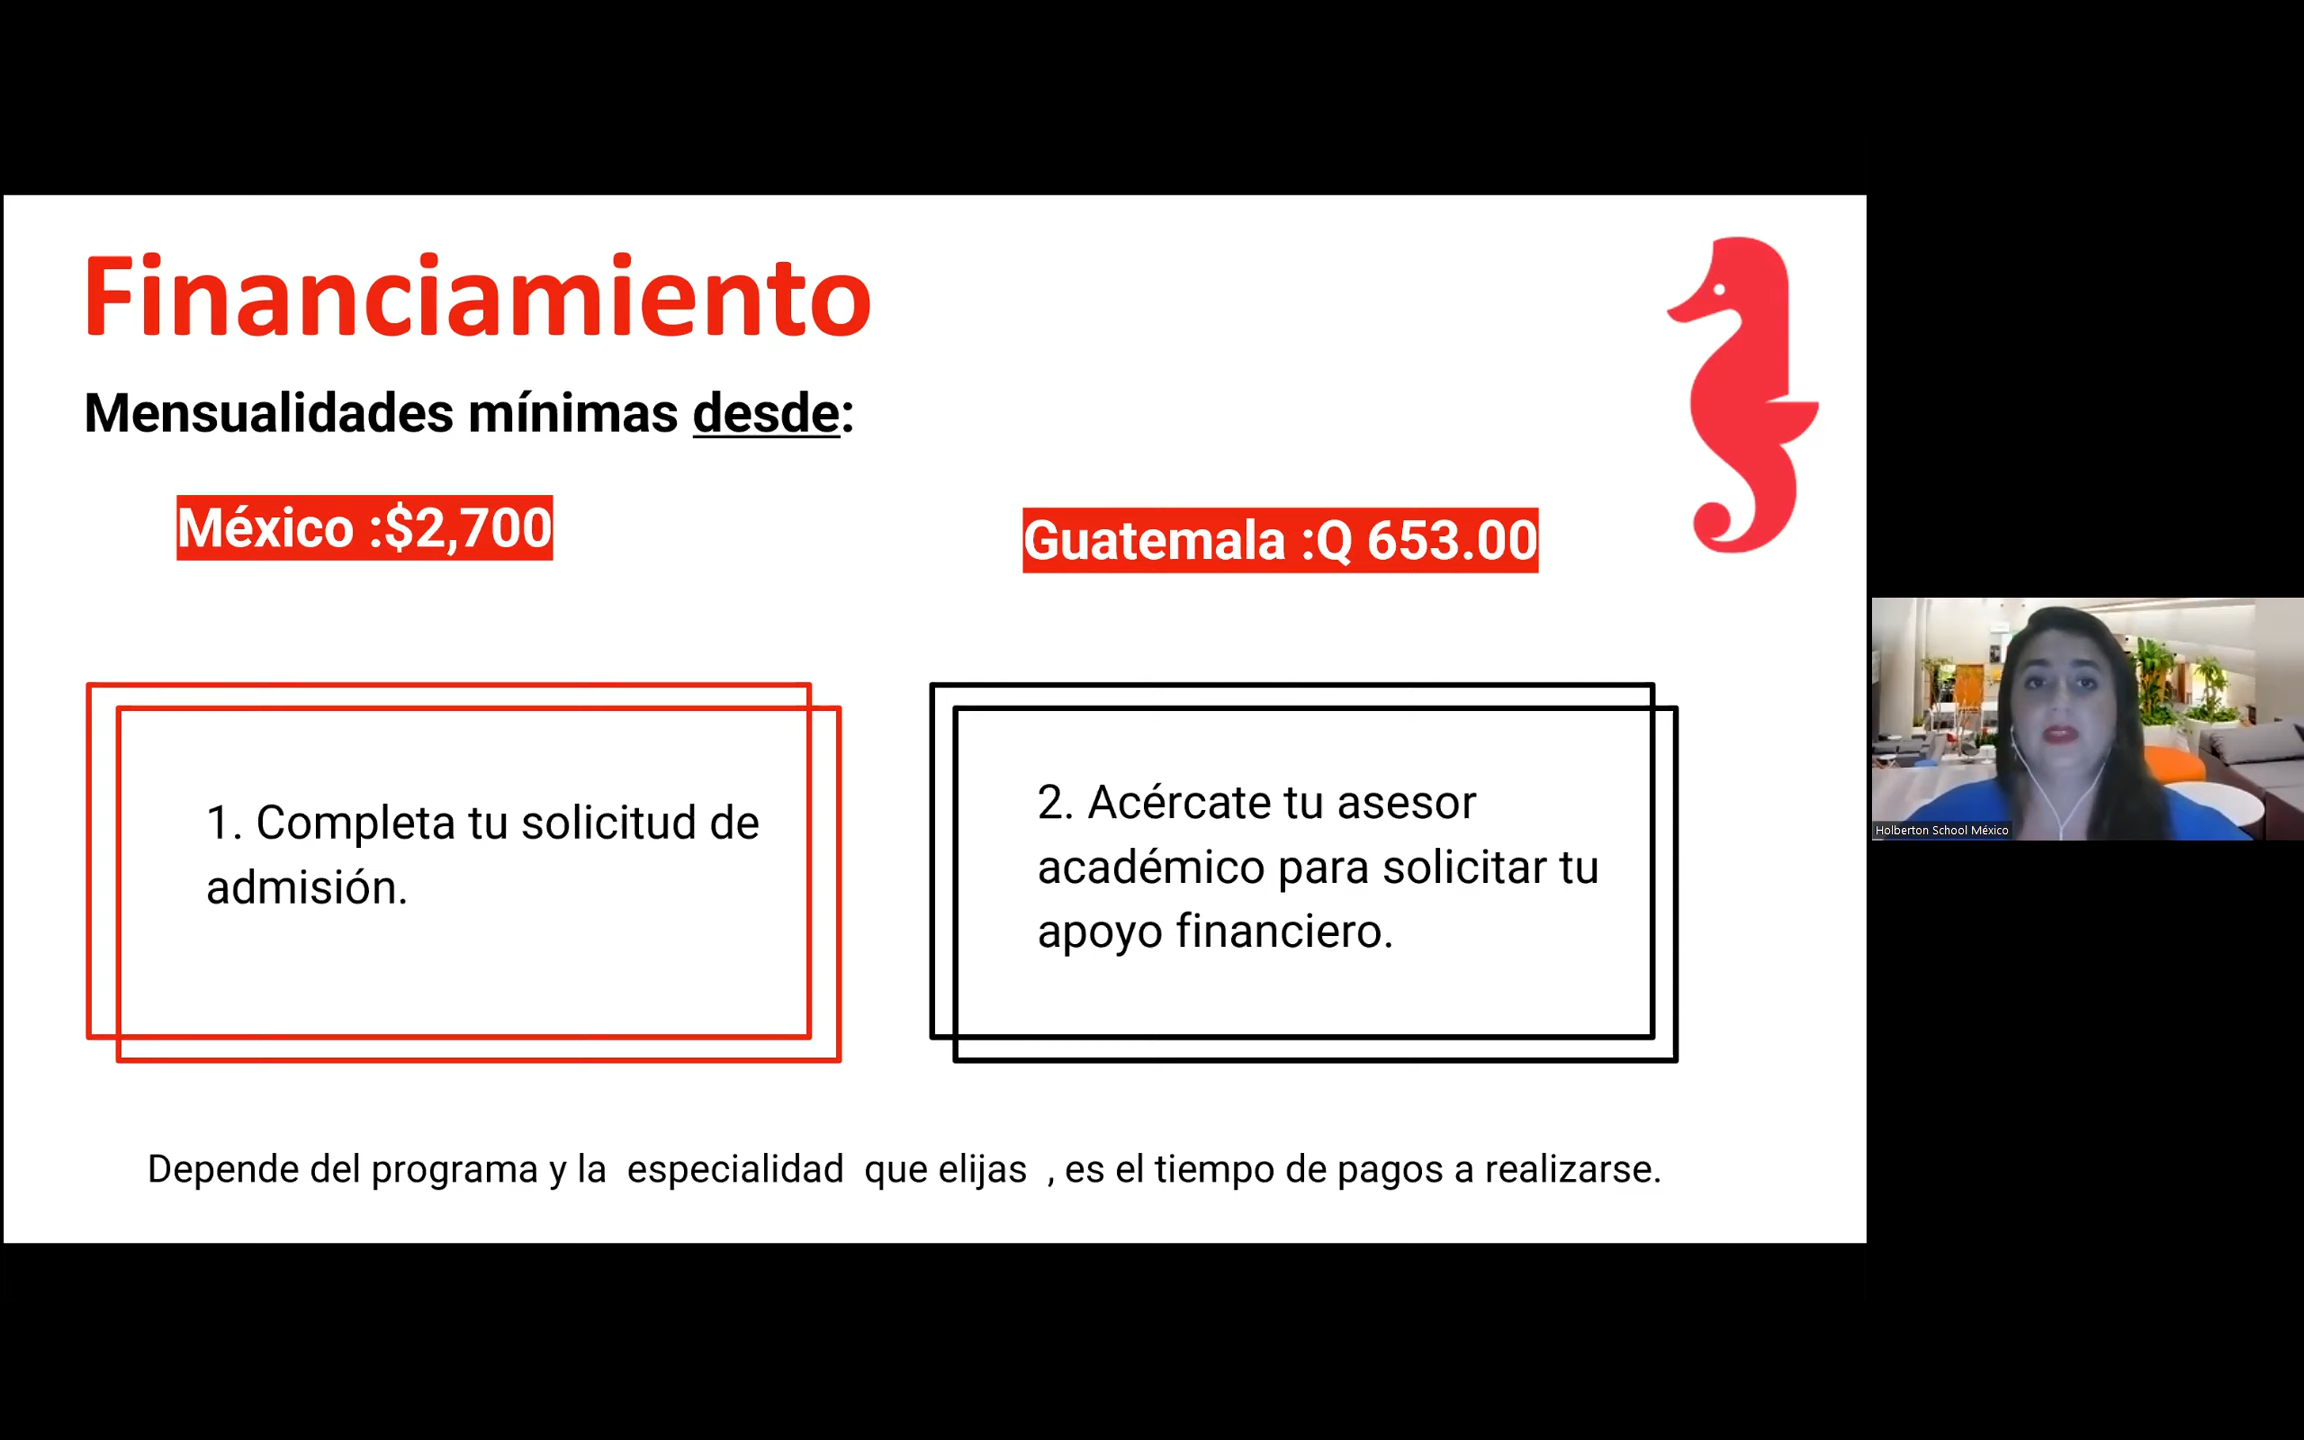 Financiamiento
Mensualidades mínimas desde:
México :$2,700
Guatemala :Q 653.00
1. Completa tu solicitud de
admisión.
2. Acércate tu asesor
académico para solicitar tu
apoyo financiero.
Depende del programa y la especialidad que elijas , es el tiempo de pagos a realizarse.
Holberton School México